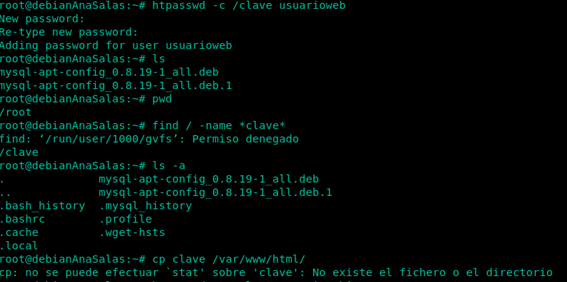 root@debianAnaSalas:~# htpasswd -c /clave usuarioweb
New password:
Re-type new password:
Adding password for user usuarioweb
root@debianAnaSalas:~# ls
mysql-apt-config_0.8.19-1_all.deb
mysql-apt-config_0.8.19-1_all.deb.1
root@debianAnaSalas:~# pwd
/root
root@debianAnaSalas:~# find / -name *clave*
find: ‘/run/user/1000/gvfs’: Permiso denegado
/clave
root@debianAnaSalas:~# ls -a
. mysql-apt-config_0.8.19-1_all.deb
.. mysql-apt-config_0.8.19-1_all.deb.1
.bash_history .mysql_history
.bashrc .profile
.cache .wget-hsts
.local
root@debianAnaSalas:~# cp clave /var/www/html/
cp: no se puede efectuar `stat' sobre 'clave': No existe el fichero o el directorio